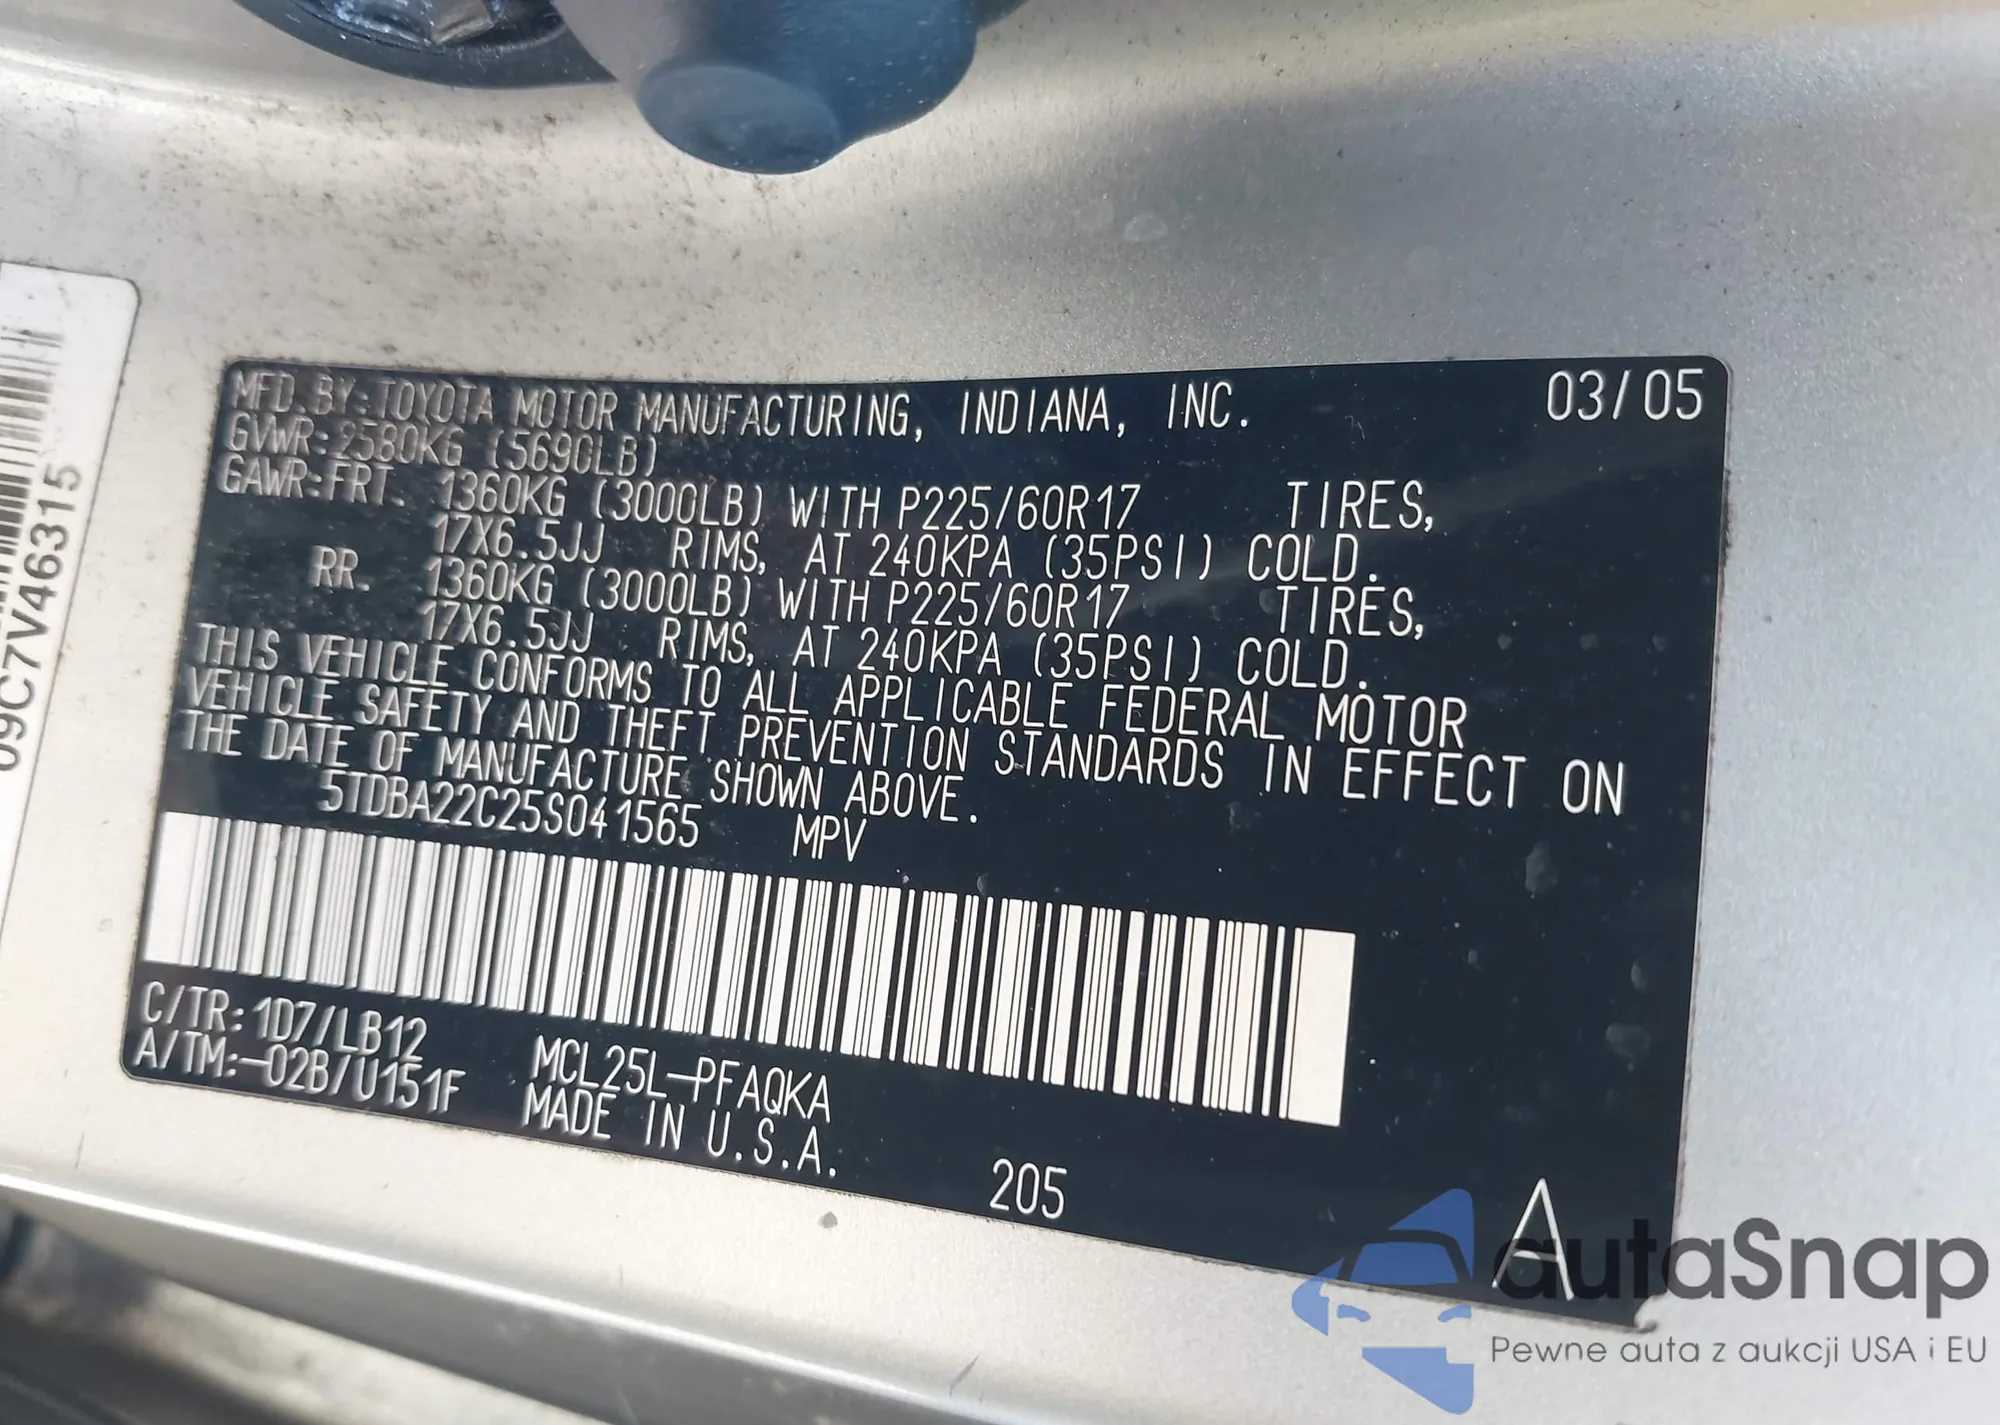 MFD. BY: TOYOTA MOTOR MANUFACTURING, INDIANA, INC. 03/05
GVWR: 2580KG (5690LB)
GAWR: FRT. 1360KG (3000LB) WITH P225/60R17 TIRES,
17X6.5JJ RIMS, AT 240KPA (35PSI) COLD.
RR. 1360KG (3000LB) WITH P225/60R17 TIRES,
17X6.5JJ RIMS, AT 240KPA (35PSI) COLD.
THIS VEHICLE CONFORMS TO ALL APPLICABLE FEDERAL MOTOR
VEHICLE SAFETY AND THEFT PREVENTION STANDARDS IN EFFECT ON
THE DATE OF MANUFACTURE SHOWN ABOVE.
5TDBA22C25S041565 MPV
C/TR: 1D7//LB12
A/TM:-02B/U151F
MCL25L-PFAQKA
MADE IN U.S.A.
205
A
09C7V46315
autaSnap
Pewne auta z aukcji USA i EU